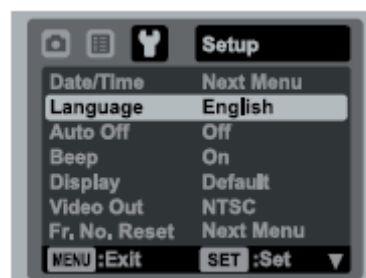 Setup
Date/Time Next Menu
Language English
Auto Off Off
Beep On
Display Default
Video Out NTSC
Fr. No. Reset Next Menu
MENU :Exit SET :Set